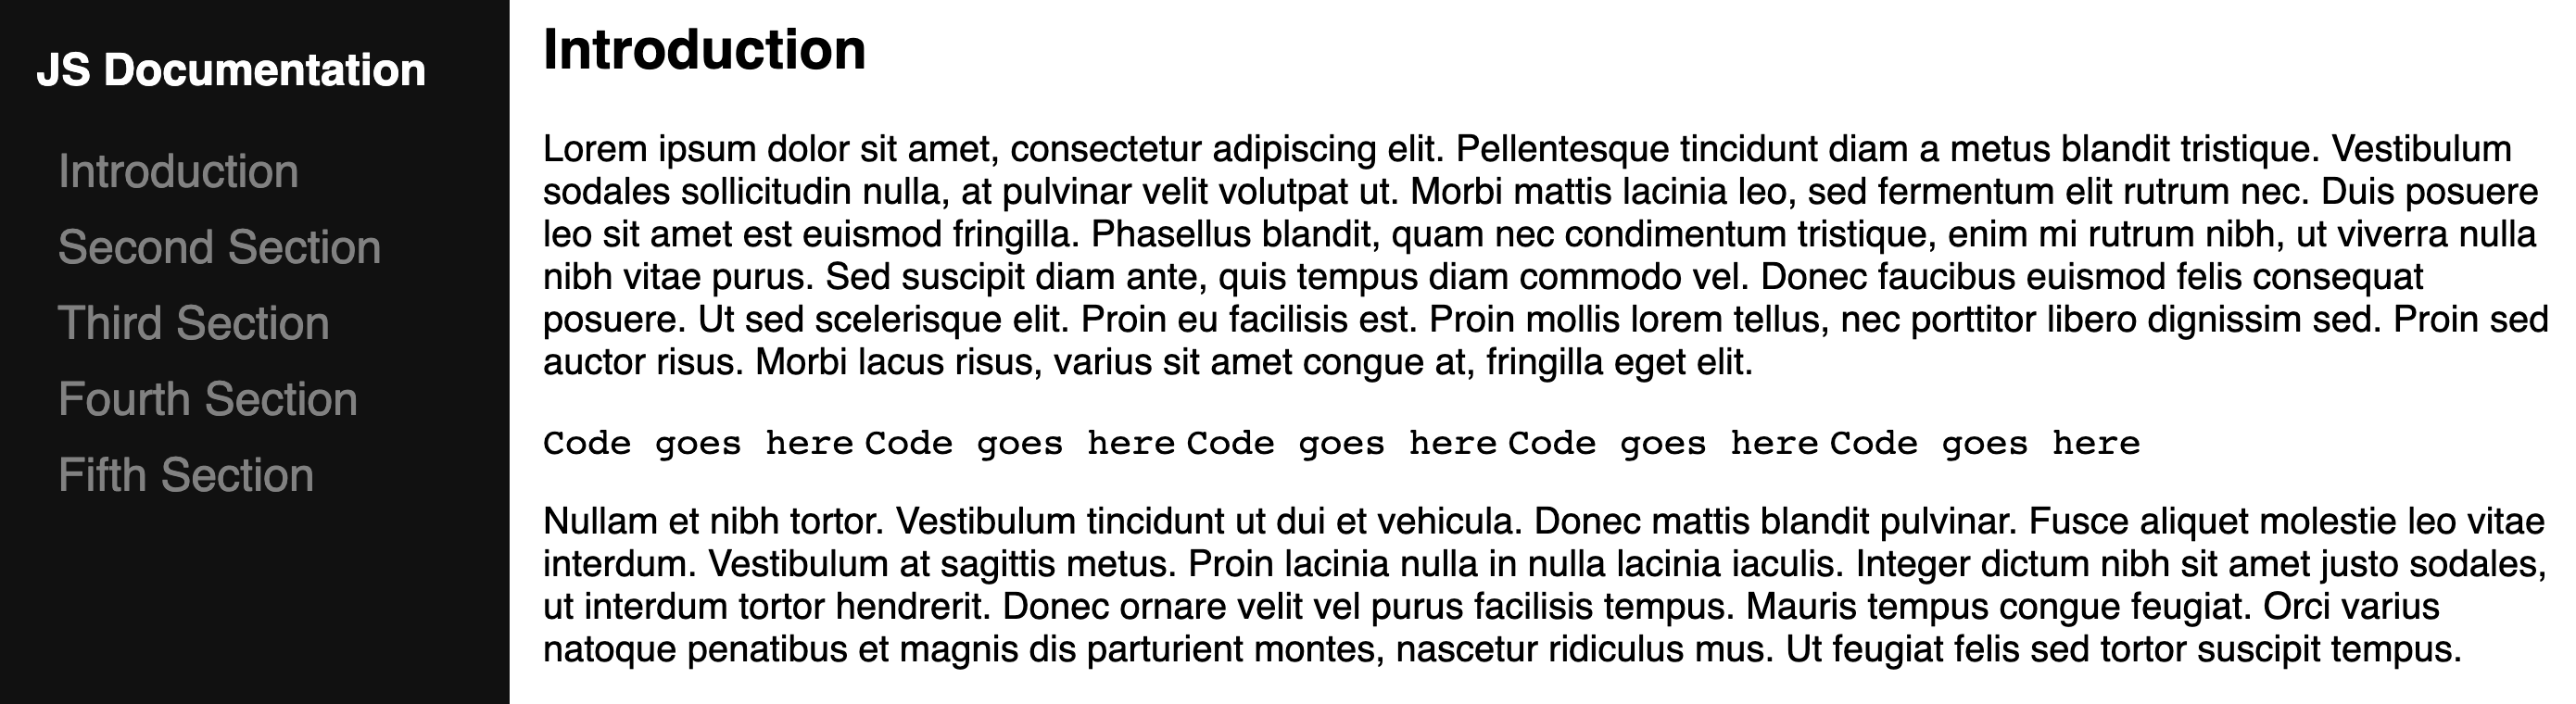 JS Documentation
Introduction
Second Section
Third Section
Fourth Section
Fifth Section
Introduction
Lorem ipsum dolor sit amet, consectetur adipiscing elit. Pellentesque tincidunt diam a metus blandit tristique. Vestibulum
sodales sollicitudin nulla, at pulvinar velit volutpat ut. Morbi mattis lacinia leo, sed fermentum elit rutrum nec. Duis posuere
leo sit amet est euismod fringilla. Phasellus blandit, quam nec condimentum tristique, enim mi rutrum nibh, ut viverra nulla
nibh vitae purus. Sed suscipit diam ante, quis tempus diam commodo vel. Donec faucibus euismod felis consequat
posuere. Ut sed scelerisque elit. Proin eu facilisis est. Proin mollis lorem tellus, nec porttitor libero dignissim sed. Proin sed
auctor risus. Morbi lacus risus, varius sit amet congue at, fringilla eget elit.
Code goes here Code goes here Code goes here Code goes here Code goes here
Nullam et nibh tortor. Vestibulum tincidunt ut dui et vehicula. Donec mattis blandit pulvinar. Fusce aliquet molestie leo vitae
interdum. Vestibulum at sagittis metus. Proin lacinia nulla in nulla lacinia iaculis. Integer dictum nibh sit amet justo sodales,
ut interdum tortor hendrerit. Donec ornare velit vel purus facilisis tempus. Mauris tempus congue feugiat. Orci varius
natoque penatibus et magnis dis parturient montes, nascetur ridiculus mus. Ut feugiat felis sed tortor suscipit tempus.